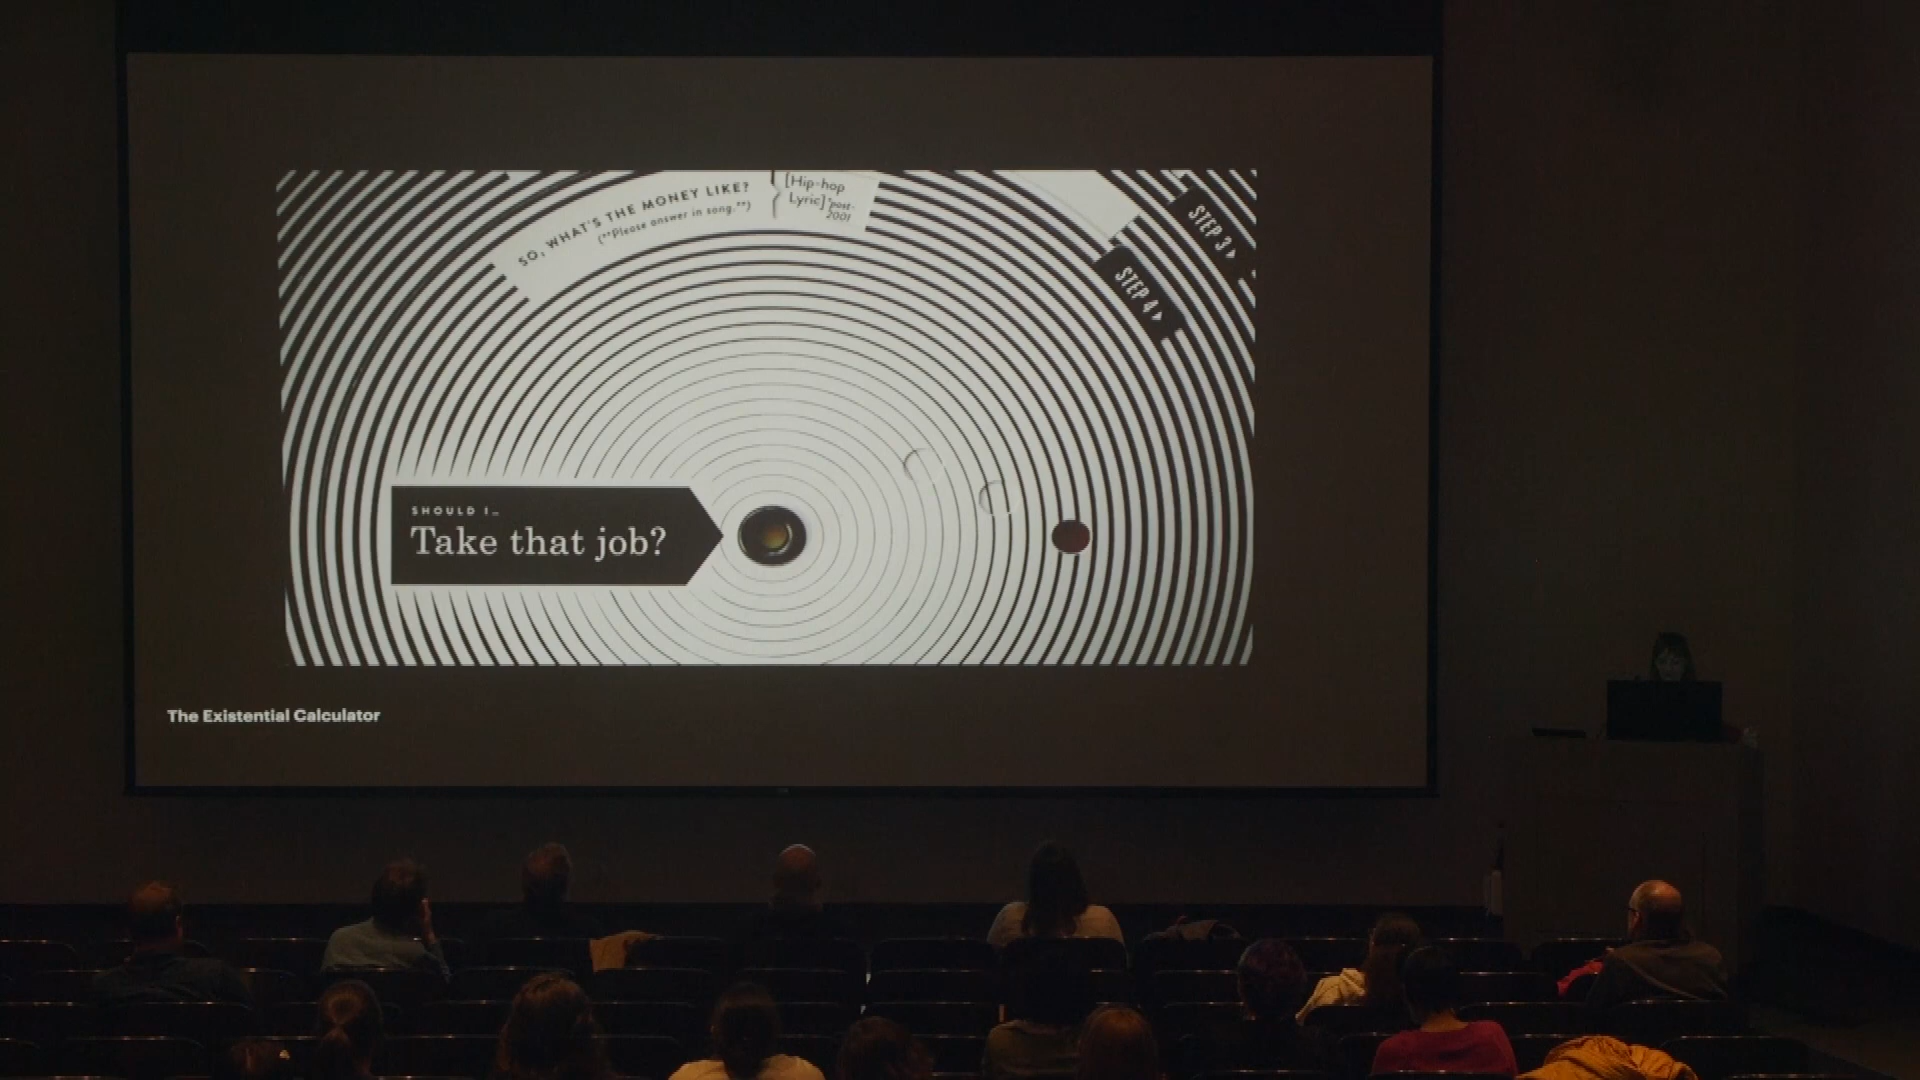 SO, WHAT'S THE MONEY LIKE?
(**Please answer in song.**)
[Hip-hop
Lyric]*post-
2001
STEP 3
STEP 4
SHOULD I...
Take that job?
The Existential Calculator